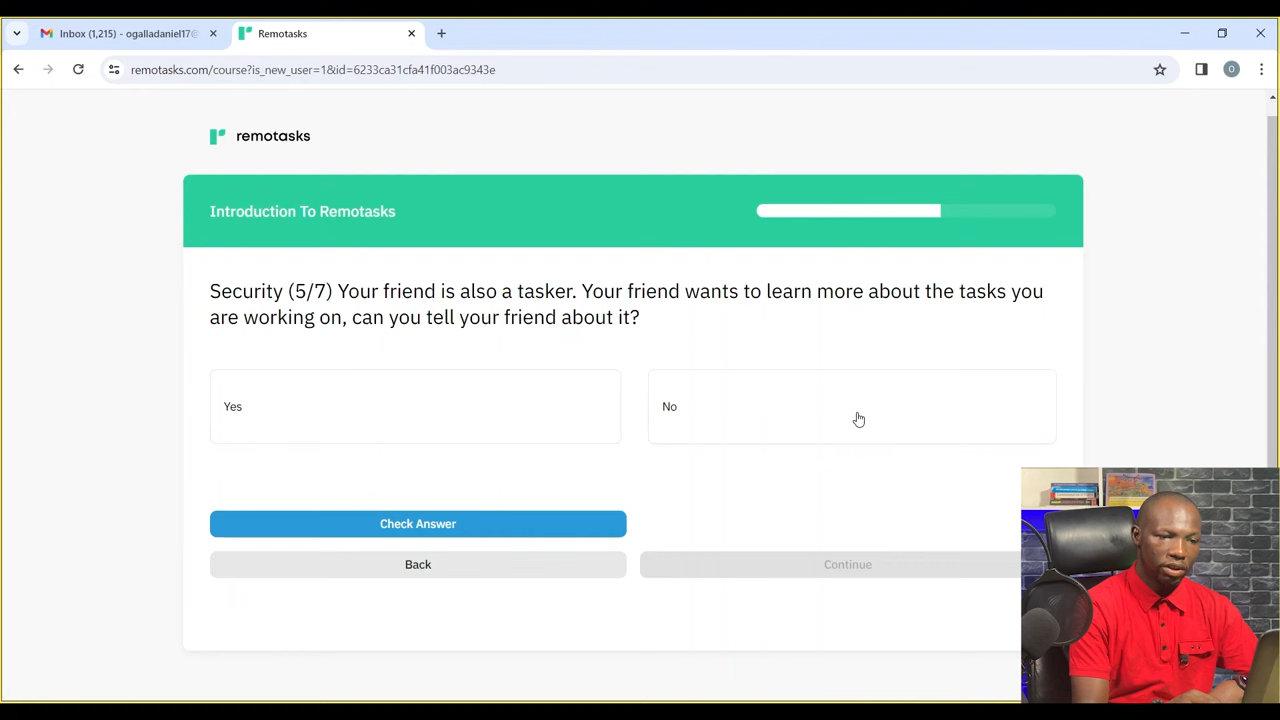 Inbox (1,215) - ogalladaniel17@
Remotasks
remotasks.com/course?is_new_user=1&id=6233ca31cfa41f003ac9343e
O
remotasks
Introduction To Remotasks
Security (5/7) Your friend is also a tasker. Your friend wants to learn more about the tasks you
are working on, can you tell your friend about it?
Yes
No
Check Answer
Back
Continue